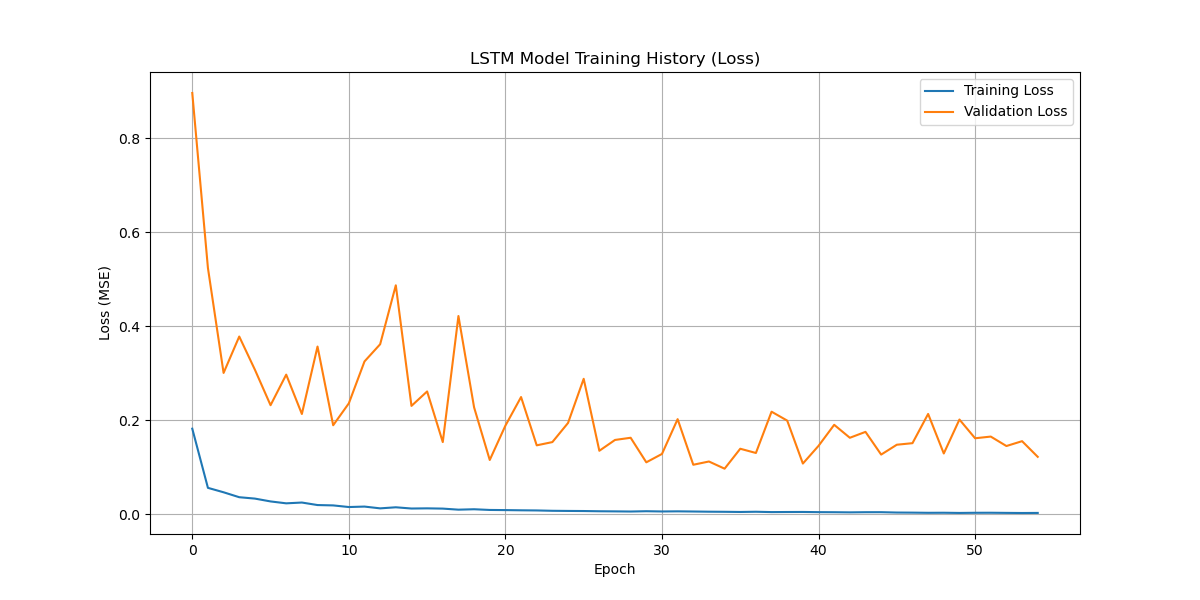 LSTM Model Training History (Loss)
Training Loss
Validation Loss
Loss (MSE)
0.8
0.6
0.4
0.2
0.0
0 10 20 30 40 50
Epoch